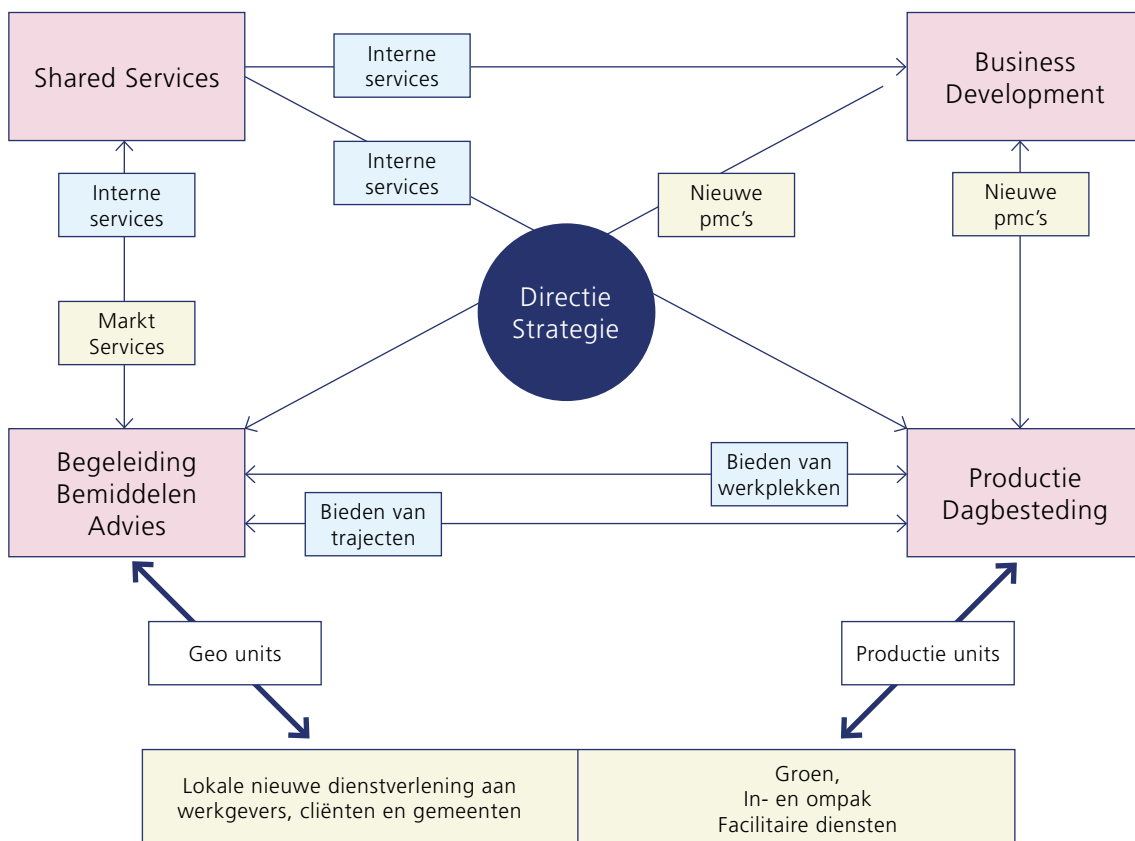 Shared Services
Interne
services
Business
Development
Interne
services
Interne
services
Nieuwe
pmc's
Nieuwe
pmc's
Directie
Strategie
Markt
Services
Begeleiding
Bemiddelen
Advies
Bieden van
werkplekken
Bieden van
trajecten
Productie
Dagbesteding
Geo units
Productie units
Lokale nieuwe dienstverlening aan
werkgevers, cliënten en gemeenten
Groen,
In- en ompak
Facilitaire diensten